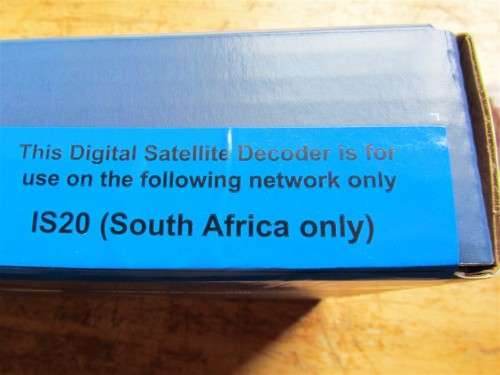 This Digital Satellite Decoder is for
use on the following network only
IS20 (South Africa only)